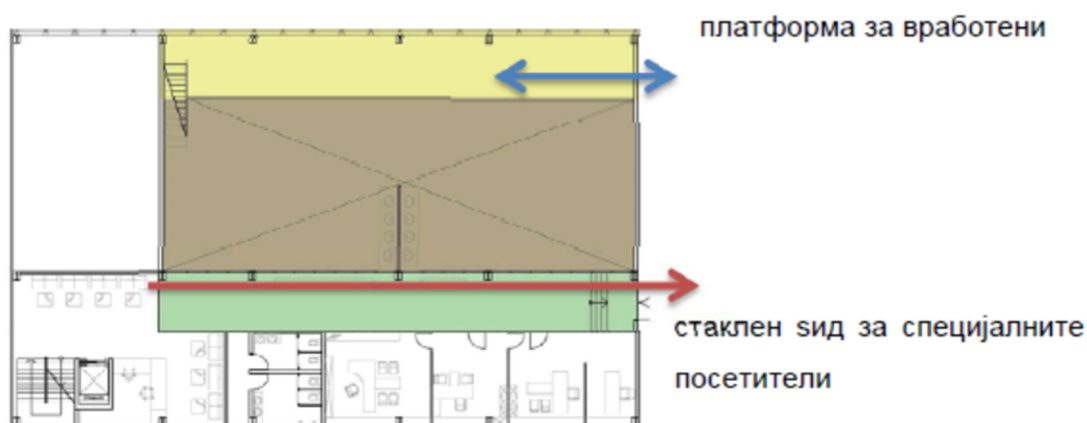 платформа за вработени
стаклен ѕид за специјалните
посетители